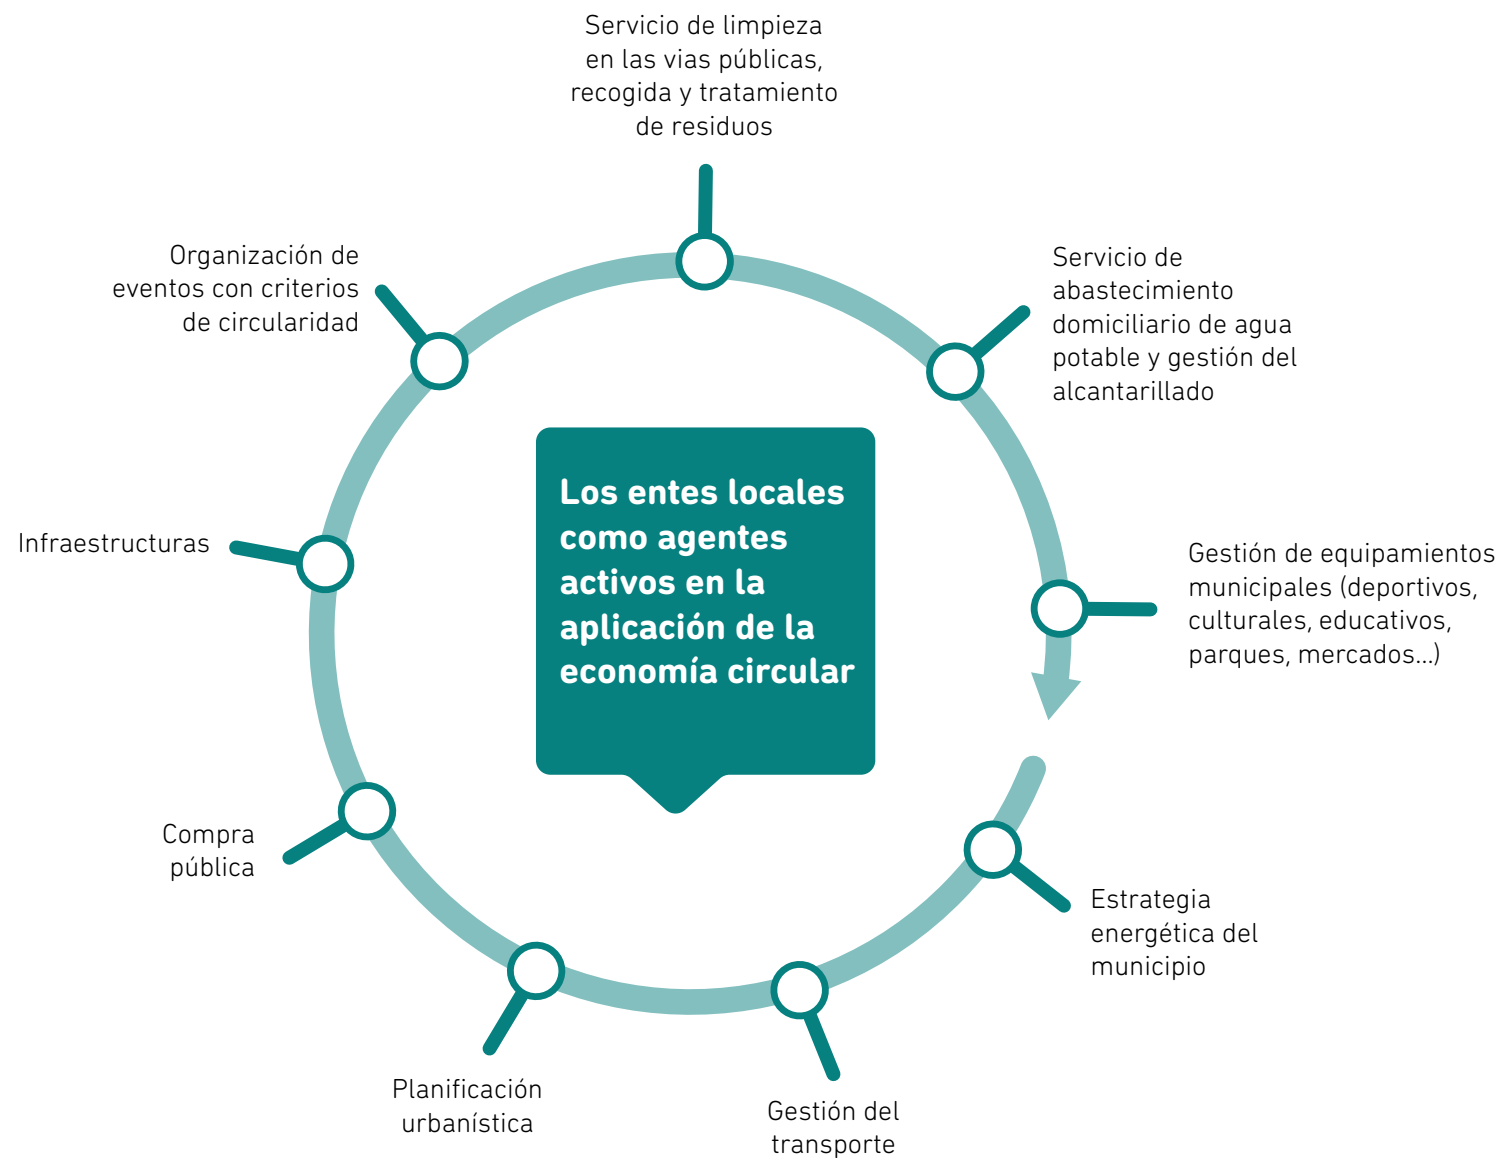 Servicio de limpieza
en las vias públicas,
recogida y tratamiento
de residuos
Servicio de
abastecimiento
domiciliario de agua
potable y gestión del
alcantarillado
Gestión de equipamientos
municipales (deportivos,
culturales, educativos,
parques, mercados...)
Estrategia
energética del
municipio
Gestión del
transporte
Planificación
urbanística
Compra
pública
Infraestructuras
Organización de
eventos con criterios
de circularidad
Los entes locales
como agentes
activos en la
aplicación de la
economía circular